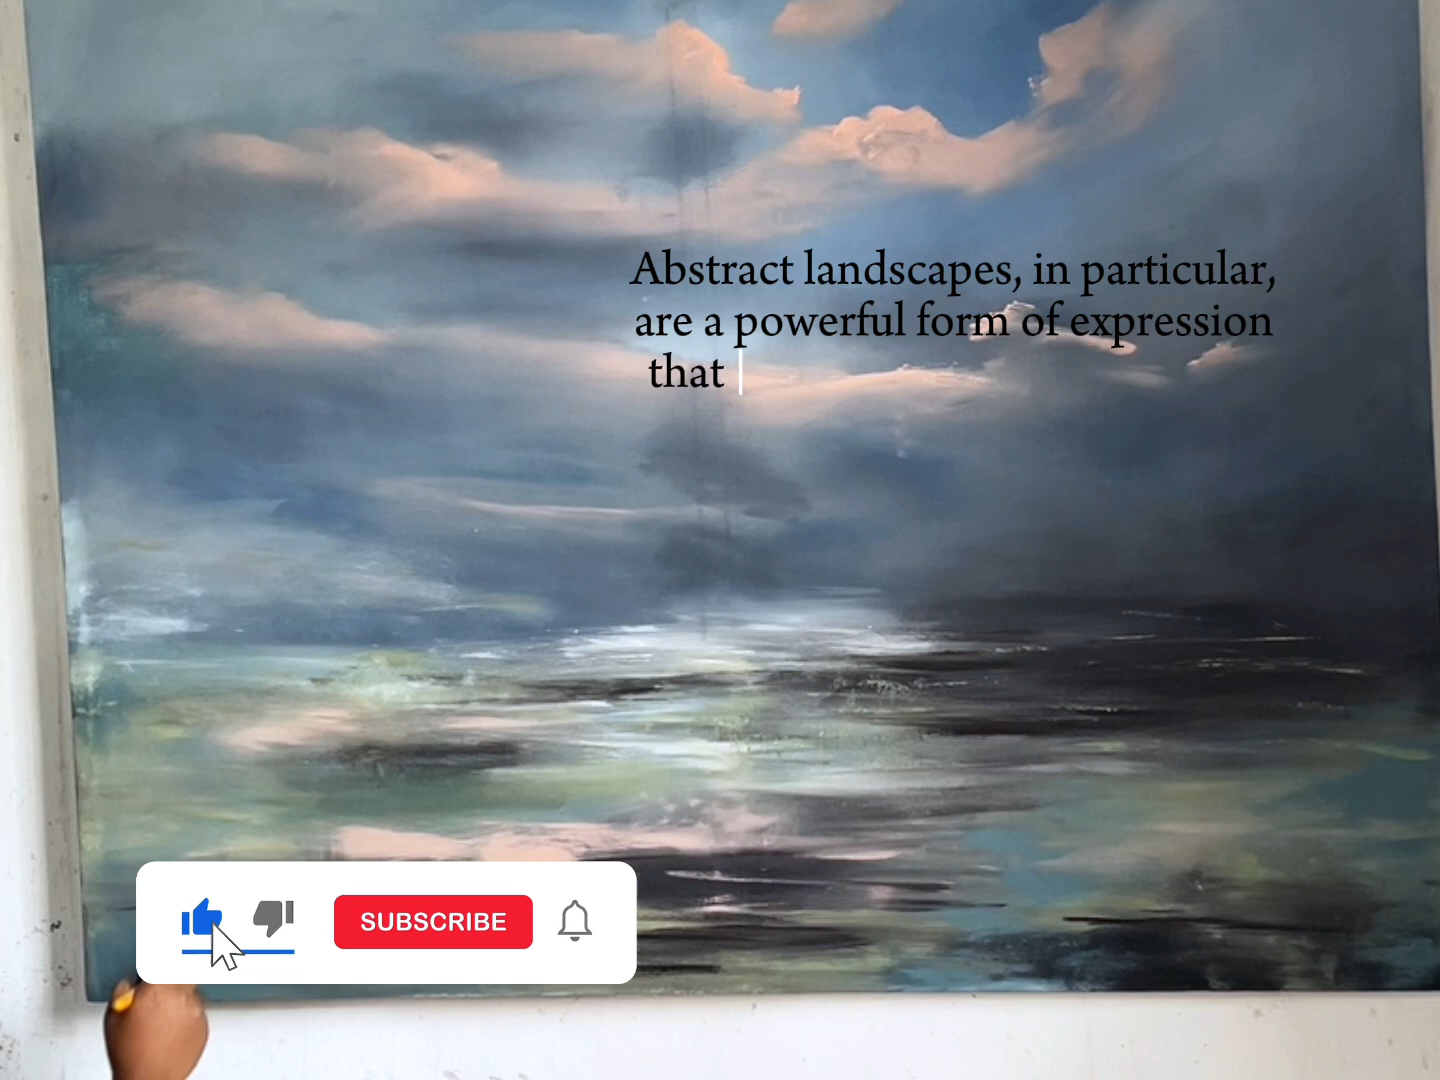 Abstract landscapes, in particular,
are a powerful form of expression
that
SUBSCRIBE